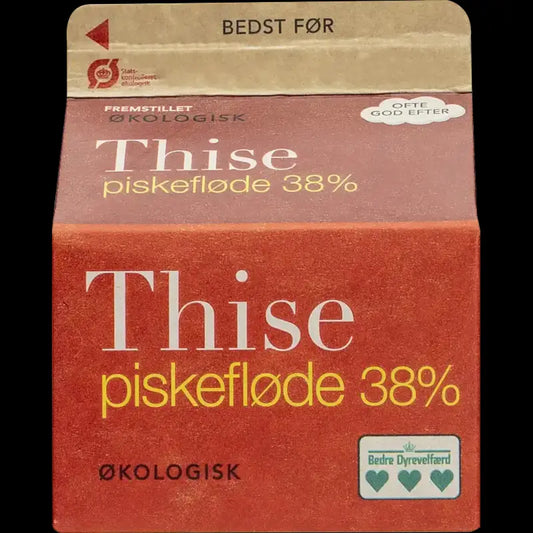 BEDST FØR
Stats-
kontrolleret
økologisk
FREMSTILLET
ØKOLOGISK
OFTE
GOD EFTER
Thise
piskefløde 38%
Thise
piskefløde 38%
ØKOLOGISK
Bedre Dyrevelfærd